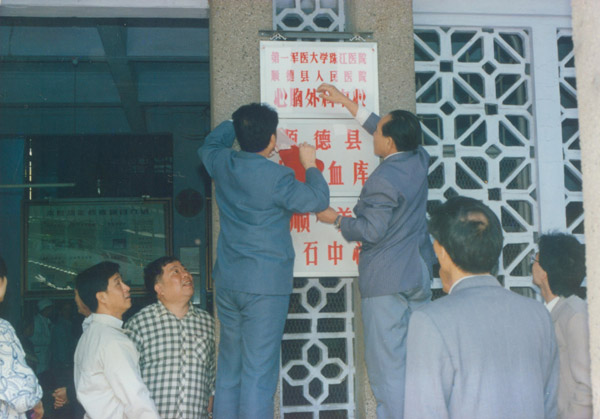 第一军医大学珠江医院
顺德县人民医院
心胸外科中心
顺德县
血库
顺
石中心